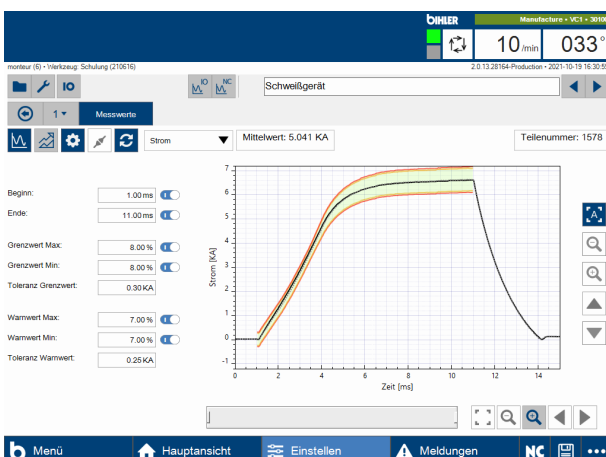 BIHLER
Manufacture • VC1 • 30100
10 /min
033°
monteur (6) • Werkzeug: Schulung (210616)
2.0.13.28164-Production • 2021-10-19 16:30:55
IO
IO
NC
Schweißgerät
1
Messwerte
Strom
Mittelwert: 5.041 KA
Teilenummer: 1578
Beginn:
1.00 ms
Ende:
11.00 ms
Grenzwert Max:
8.00 %
Grenzwert Min:
8.00 %
Toleranz Grenzwert:
0.30 KA
Warnwert Max:
7.00 %
Warnwert Min:
7.00 %
Toleranz Warnwert:
0.25 KA
Strom [KA]
7
6
5
4
3
2
1
0
-1
0 2 4 6 8 10 12 14
Zeit [ms]
A
b Menü
Hauptansicht
Einstellen
Meldungen
NC